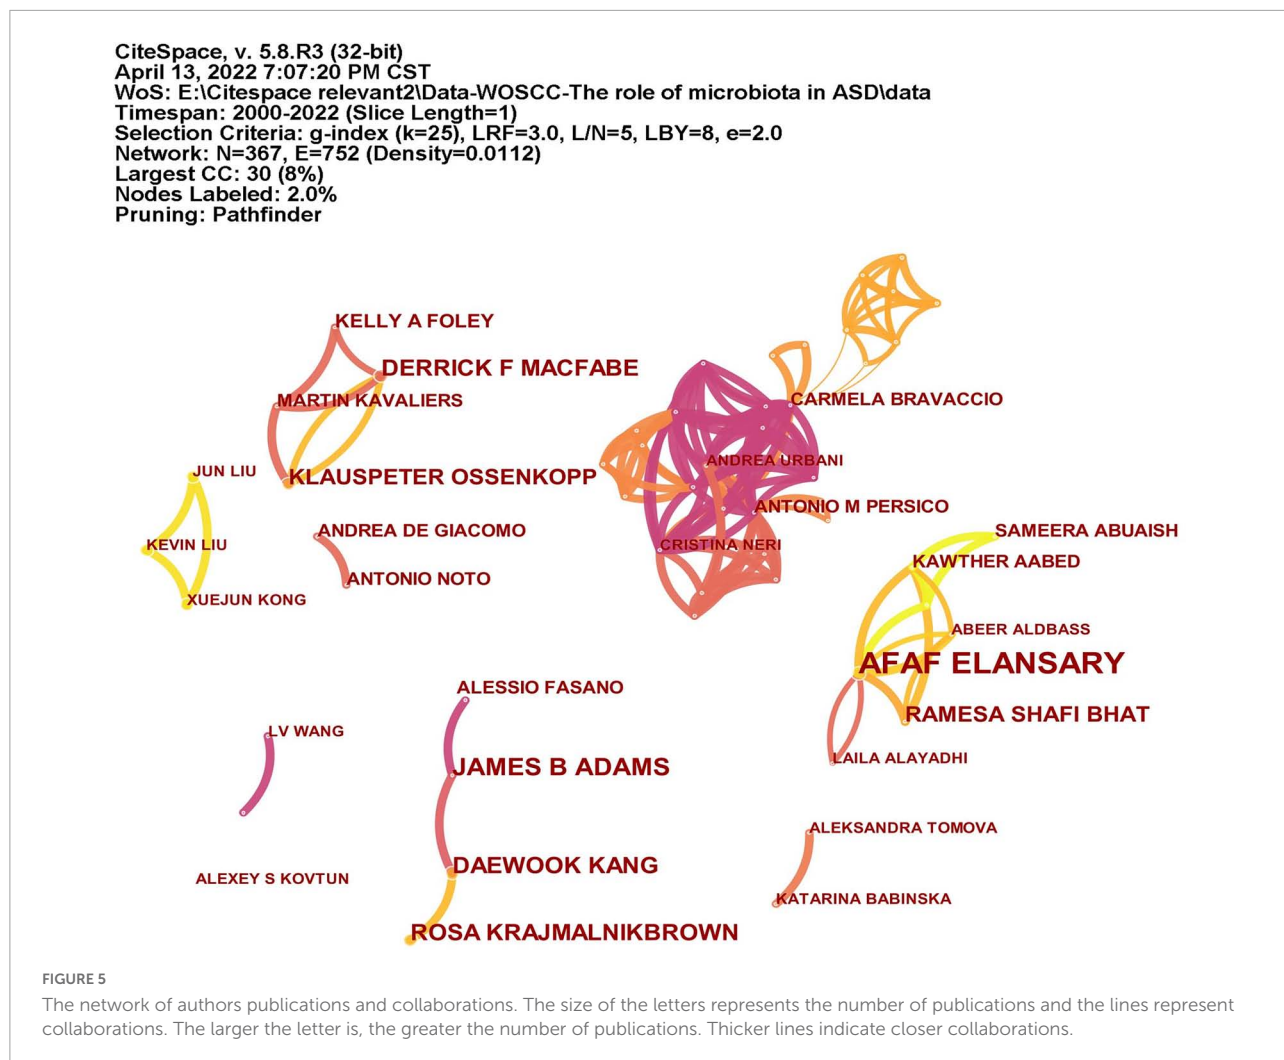 CiteSpace, v. 5.8.R3 (32-bit)
April 13, 2022 7:07:20 PM CST
WoS: E:\Citespace relevant2\Data-WOSCC-The role of microbiota in ASD\data
Timespan: 2000-2022 (Slice Length=1)
Selection Criteria: g-index (k=25), LRF=3.0, L/N=5, LBY=8, e=2.0
Network: N=367, E=752 (Density=0.0112)
Largest CC: 30 (8%)
Nodes Labeled: 2.0%
Pruning: Pathfinder
KELLY A FOLEY
DERRICK F MACFABE
MARTIN KAVALIERS
KLAUSPETER OSSENKOPP
JUN LIU
KEVIN LIU
XUEJUN KONG
ANDREA DE GIACOMO
ANTONIO NOTO
CARMELA BRAVACCIO
ANDREA URBANI
ANTONIO M PERSICO
CRISTINA NERI
SAMEERA ABUAISH
KAWTHER AABED
ABEER ALDBASS
AFAF ELANSARY
RAMESA SHAFI BHAT
LAILA ALAYADHI
ALESSIO FASANO
JAMES B ADAMS
DAEWOOK KANG
ROSA KRAJMALNIKBROWN
LV WANG
ALEXEY S KOVTUN
ALEKSANDRA TOMOVA
KATARINA BABINSKA
FIGURE 5
The network of authors publications and collaborations. The size of the letters represents the number of publications and the lines represent
collaborations. The larger the letter is, the greater the number of publications. Thicker lines indicate closer collaborations.